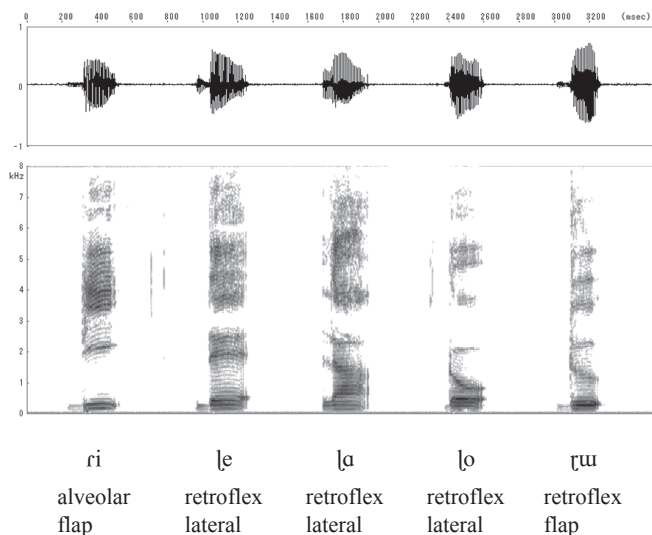 0 200 400 600 800 1000 1200 1400 1600 1800 2000 2200 2400 2600 2800 3000 3200 (msec)
1
0
-1
8
kHz
7
6
5
4
3
2
1
0
ɾi ɭe ɭɑ ɭo ɽɯ
alveolar retroflex retroflex retroflex retroflex
flap lateral lateral lateral flap